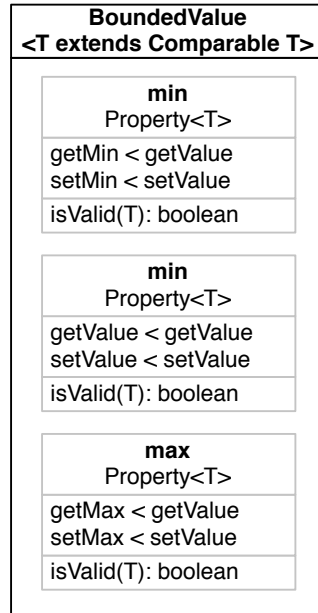 BoundedValue
<T extends Comparable T>
min
Property<T>
getMin < getValue
setMin < setValue
isValid(T): boolean
min
Property<T>
getValue < getValue
setValue < setValue
isValid(T): boolean
max
Property<T>
getMax < getValue
setMax < setValue
isValid(T): boolean